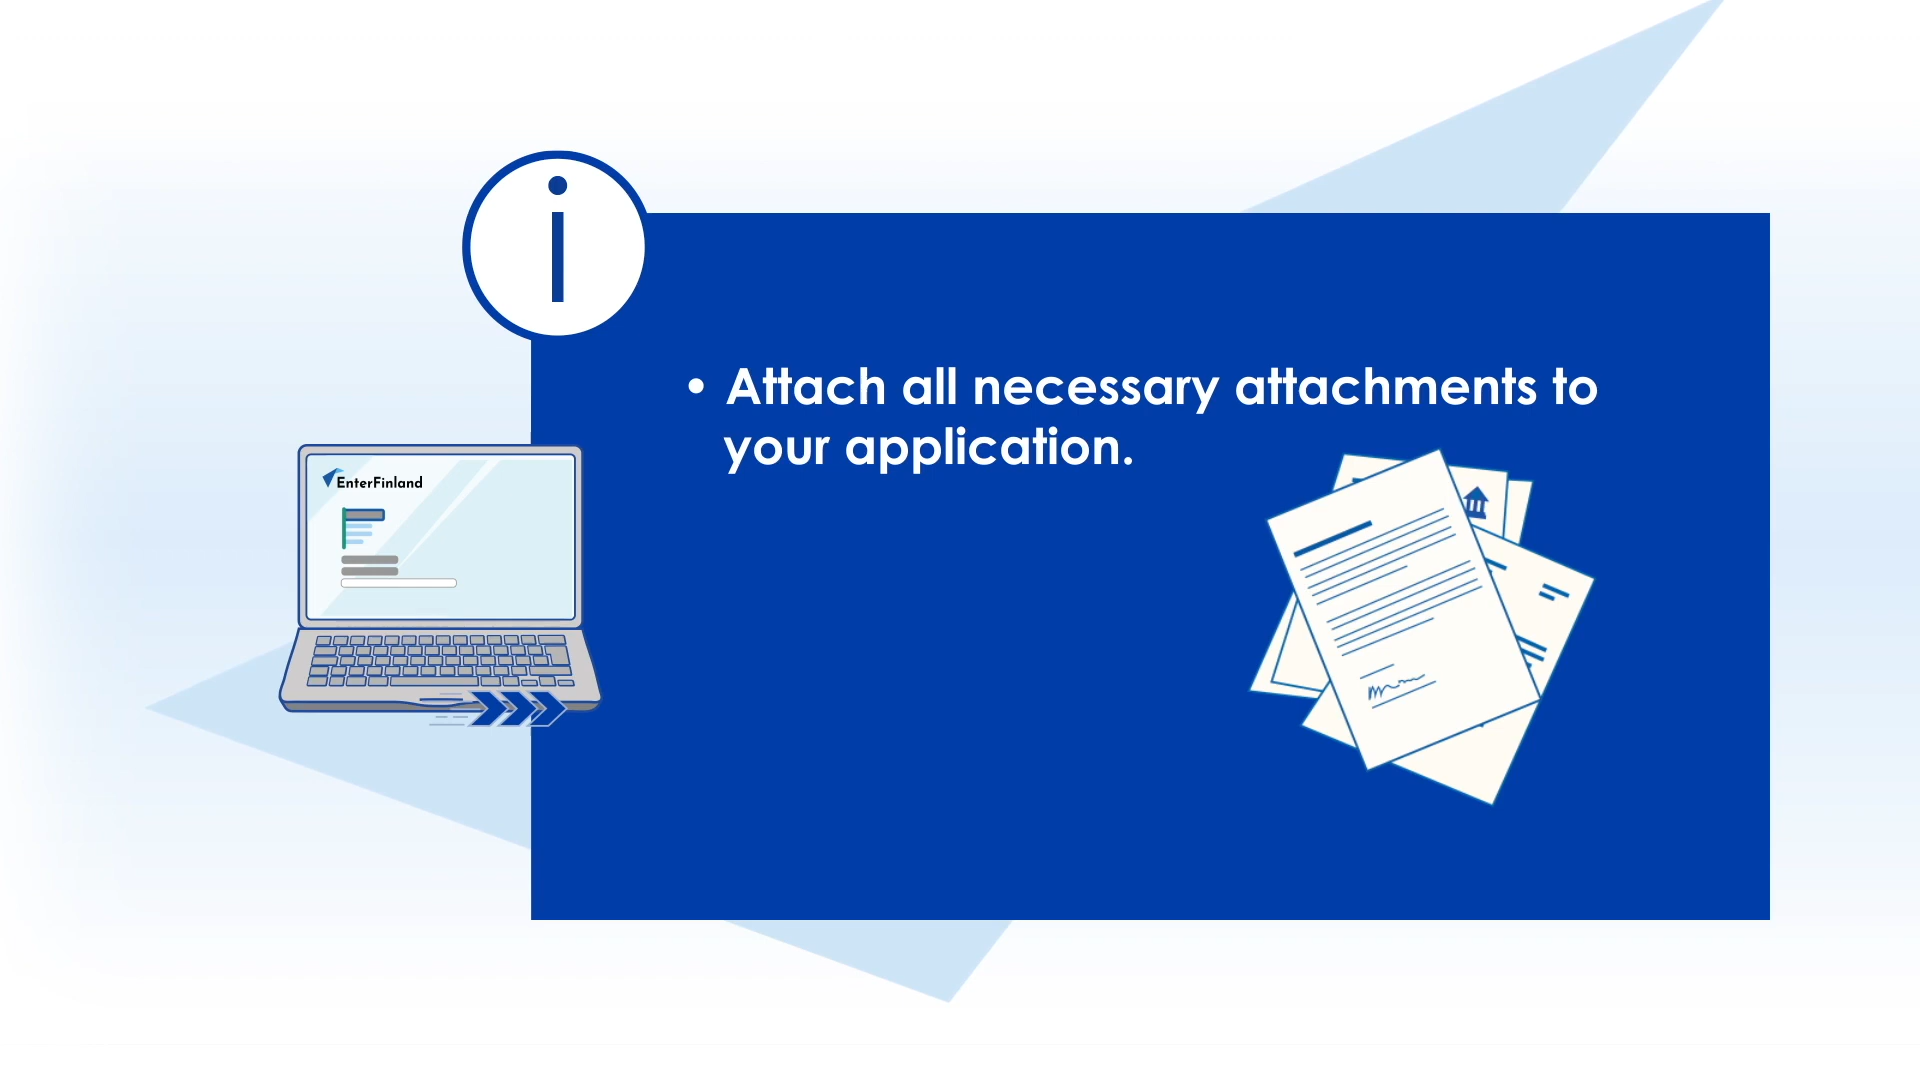 i
• Attach all necessary attachments to
your application.
EnterFinland